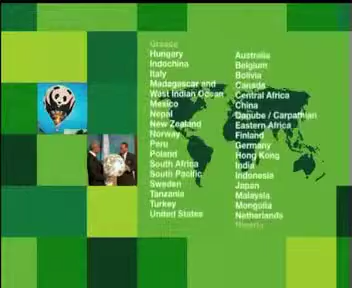 Greece
Hungary
Indochina
Italy
Madagascar and
West Indian Ocean
Mexico
Nepal
New Zealand
Norway
Peru
Poland
South Africa
South Pacific
Sweden
Tanzania
Turkey
United States
Australia
Belgium
Bolivia
Canada
Central Africa
China
Danube / Carpathian
Eastern Africa
Finland
Germany
Hong Kong
India
Indonesia
Japan
Malaysia
Mongolia
Netherlands